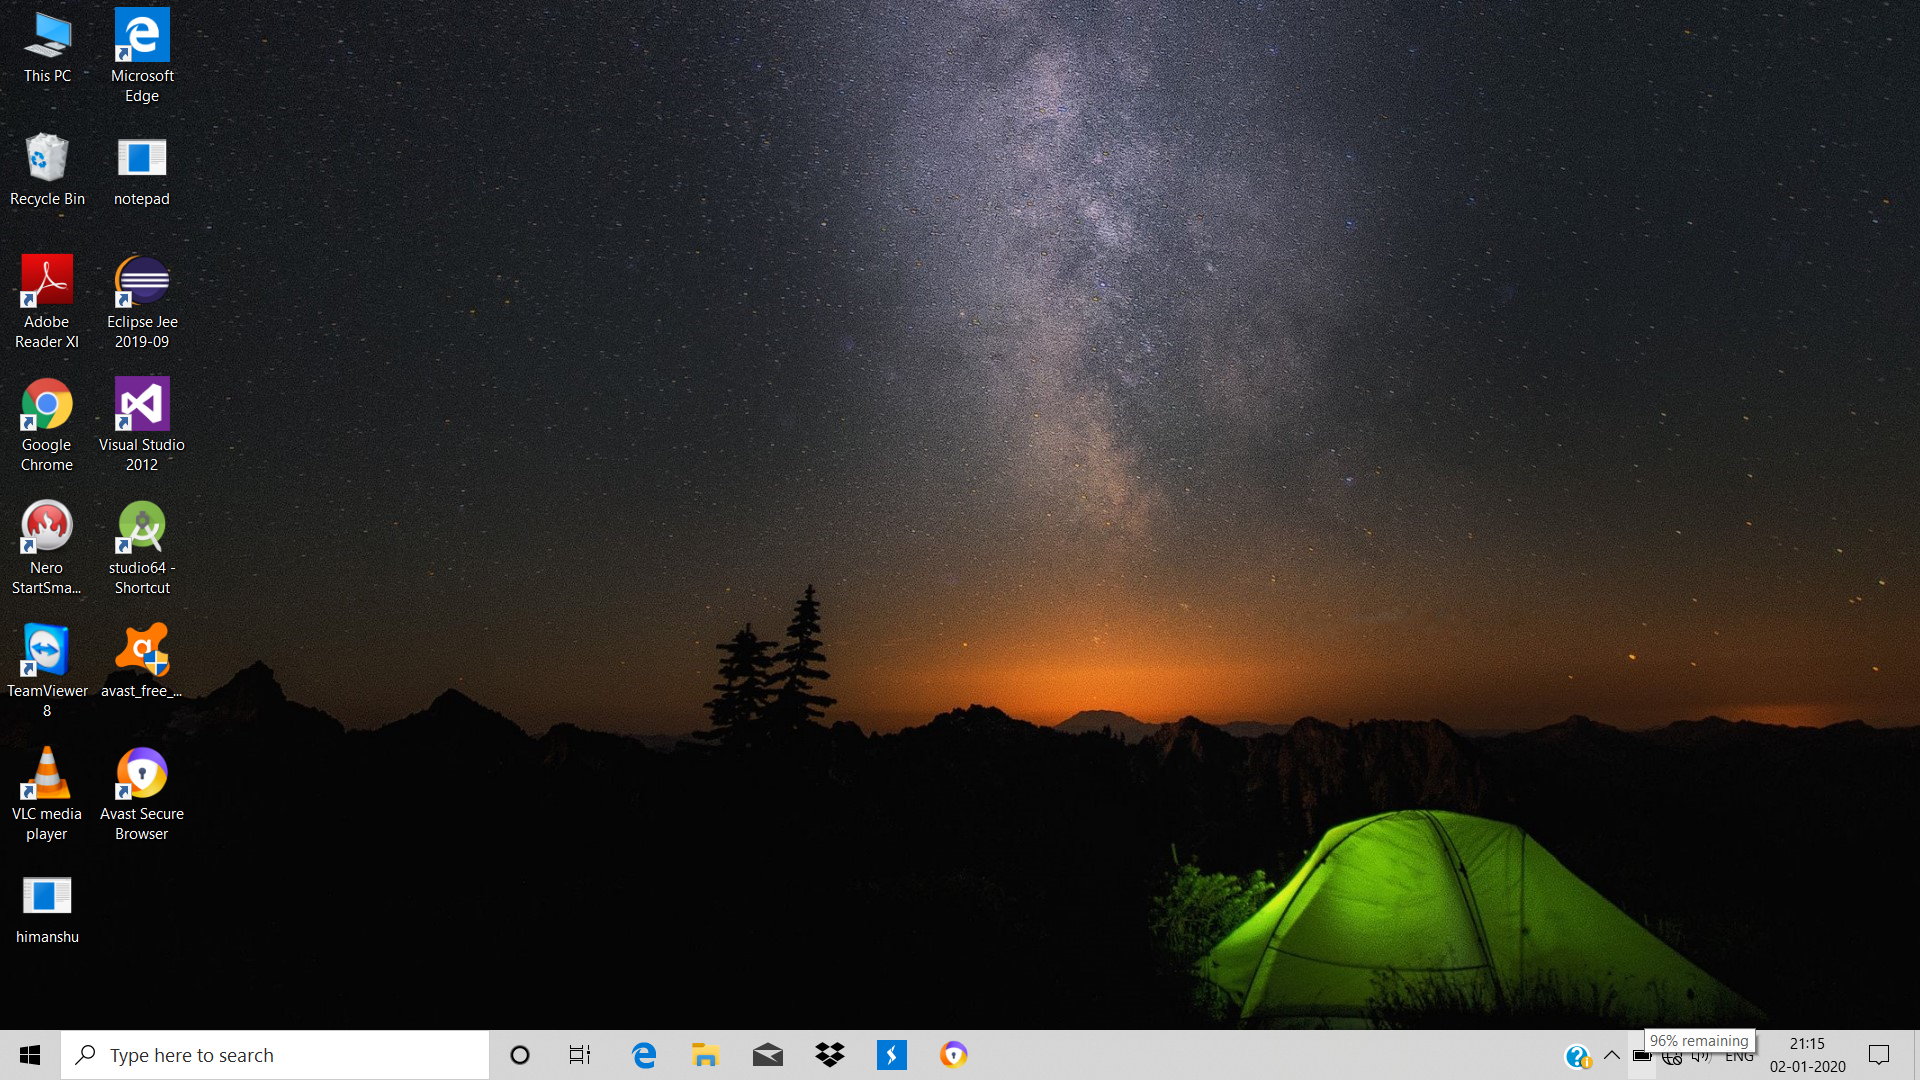 This PC
Microsoft
Edge
Recycle Bin
notepad
Adobe
Reader XI
Eclipse Jee
2019-09
Google
Chrome
Visual Studio
2012
Nero
StartSma...
studio64 -
Shortcut
TeamViewer
8
avast_free_...
VLC media
player
Avast Secure
Browser
himanshu
Type here to search
96% remaining
ENG
21:15
02-01-2020